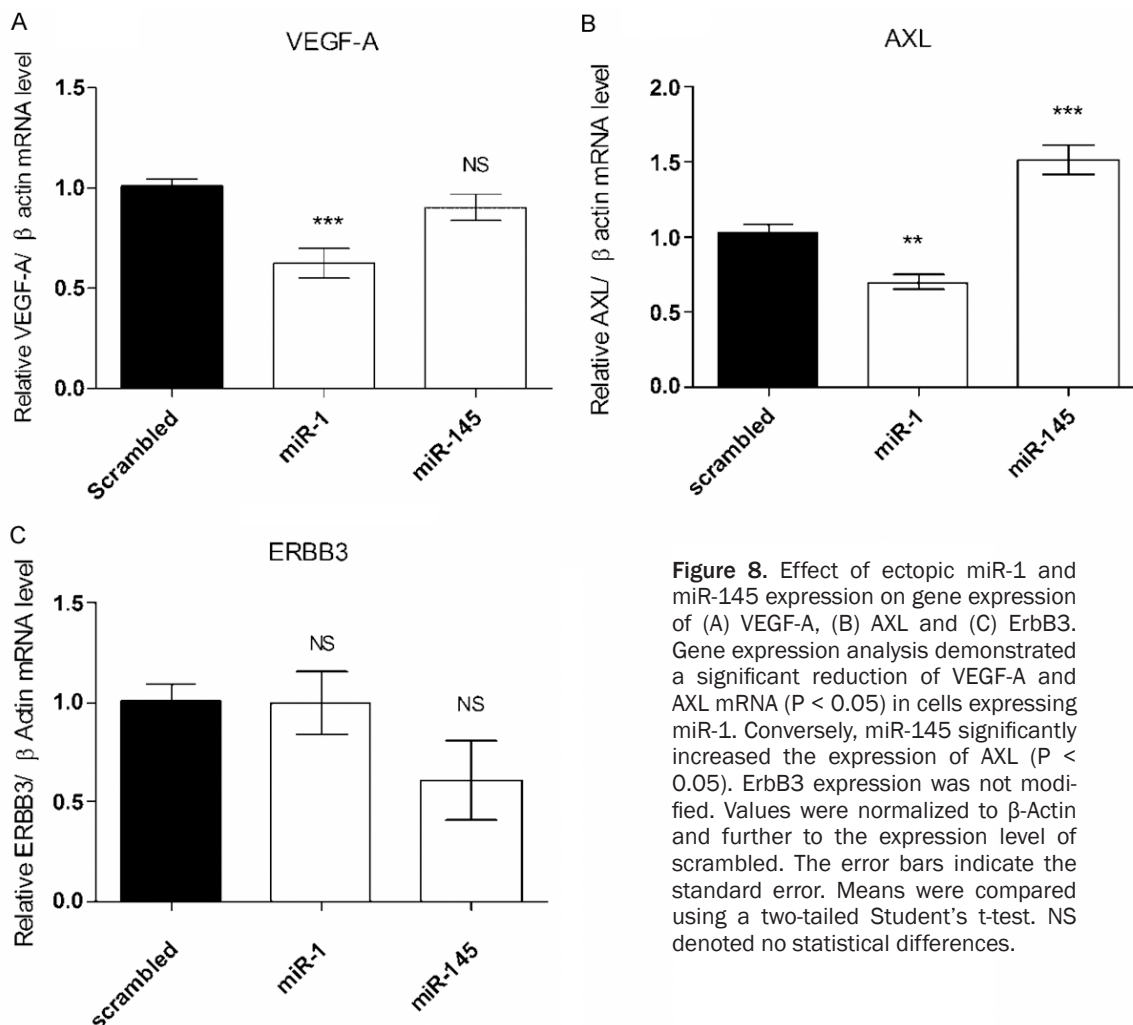 A
VEGF-A
Relative VEGF-A/ β actin mRNA level
1.5
1.0
0.5
0.0
***
NS
Scrambled
miR-1
miR-145
B
AXL
Relative AXL/ β actin mRNA level
2.0
1.5
1.0
0.5
0.0
**
***
scrambled
miR-1
miR-145
C
ERBB3
Relative ERBB3/ β Actin mRNA level
1.5
1.0
0.5
0.0
NS
NS
scrambled
miR-1
miR-145
Figure 8. Effect of ectopic miR-1 and
miR-145 expression on gene expression
of (A) VEGF-A, (B) AXL and (C) ErbB3.
Gene expression analysis demonstrated
a significant reduction of VEGF-A and
AXL mRNA (P < 0.05) in cells expressing
miR-1. Conversely, miR-145 significantly
increased the expression of AXL (P <
0.05). ErbB3 expression was not modi-
fied. Values were normalized to β-Actin
and further to the expression level of
scrambled. The error bars indicate the
standard error. Means were compared
using a two-tailed Student's t-test. NS
denoted no statistical differences.